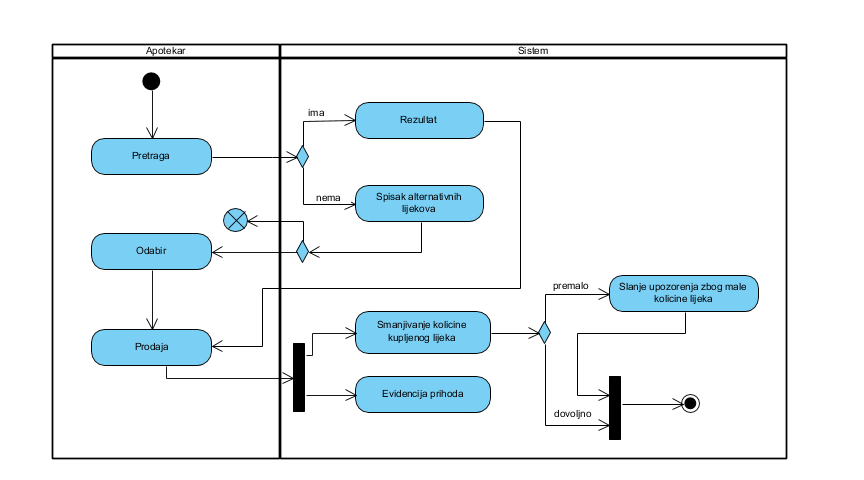 Apotekar
Sistem
ima
Rezultat
Pretraga
nema
Spisak alternativnih
lijekova
Odabir
premalo
Slanje upozorenja zbog male
kolicine lijeka
Smanjivanje kolicine
kupljenog lijeka
Prodaja
Evidencija prihoda
dovoljno